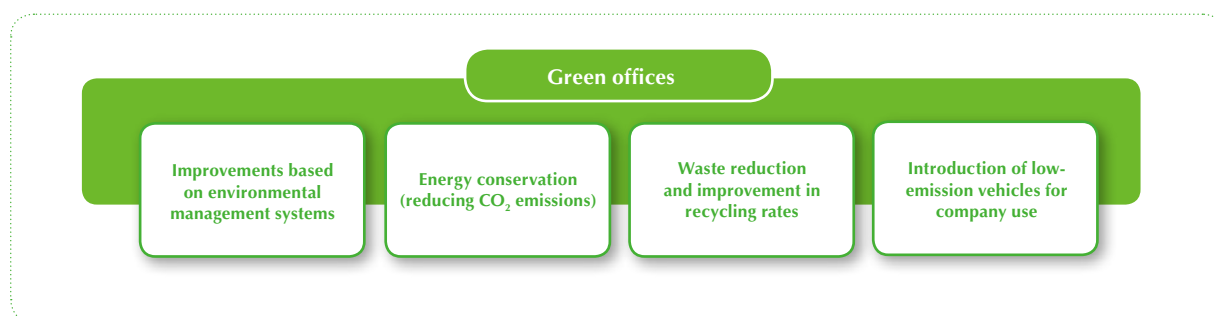 Green offices
Improvements based
on environmental
management systems
Energy conservation
(reducing CO₂ emissions)
Waste reduction
and improvement in
recycling rates
Introduction of low-
emission vehicles for
company use